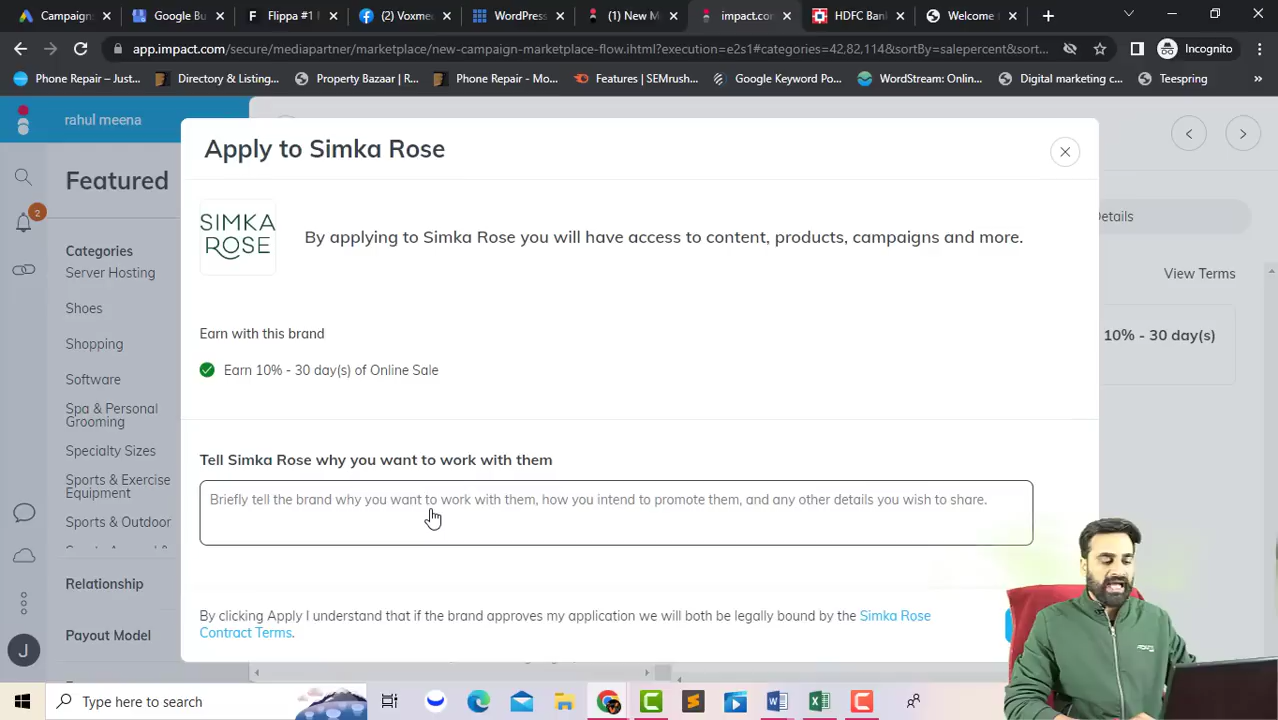 Campaigns
Google Bu
Flippa #1
(2) Voxme
WordPress
(1) New M
impact.co
HDFC Ban
Welcome
Incognito
app.impact.com/secure/mediapartner/marketplace/new-campaign-marketplace-flow.ihtml?execution=e2s1#categories=42,82,114&sortBy=salepercent&sort...
Phone Repair – Just...
Directory & Listing...
Property Bazaar | R...
Phone Repair - Mo...
Features | SEMrush...
Google Keyword Po...
WordStream: Onlin...
Digital marketing c...
Teespring
»
rahul meena
Featured
2
Categories
Server Hosting
Shoes
Shopping
Software
Spa & Personal
Grooming
Specialty Sizes
Sports & Exercise
Equipment
Sports & Outdoor
Relationship
Payout Model
J
Apply to Simka Rose
SIMKA
ROSE
By applying to Simka Rose you will have access to content, products, campaigns and more.
Earn with this brand
Earn 10% - 30 day(s) of Online Sale
Tell Simka Rose why you want to work with them
Briefly tell the brand why you want to work with them, how you intend to promote them, and any other details you wish to share.
By clicking Apply I understand that if the brand approves my application we will both be legally bound by the Simka Rose
Contract Terms.
Details
View Terms
10% - 30 day(s)
Type here to search